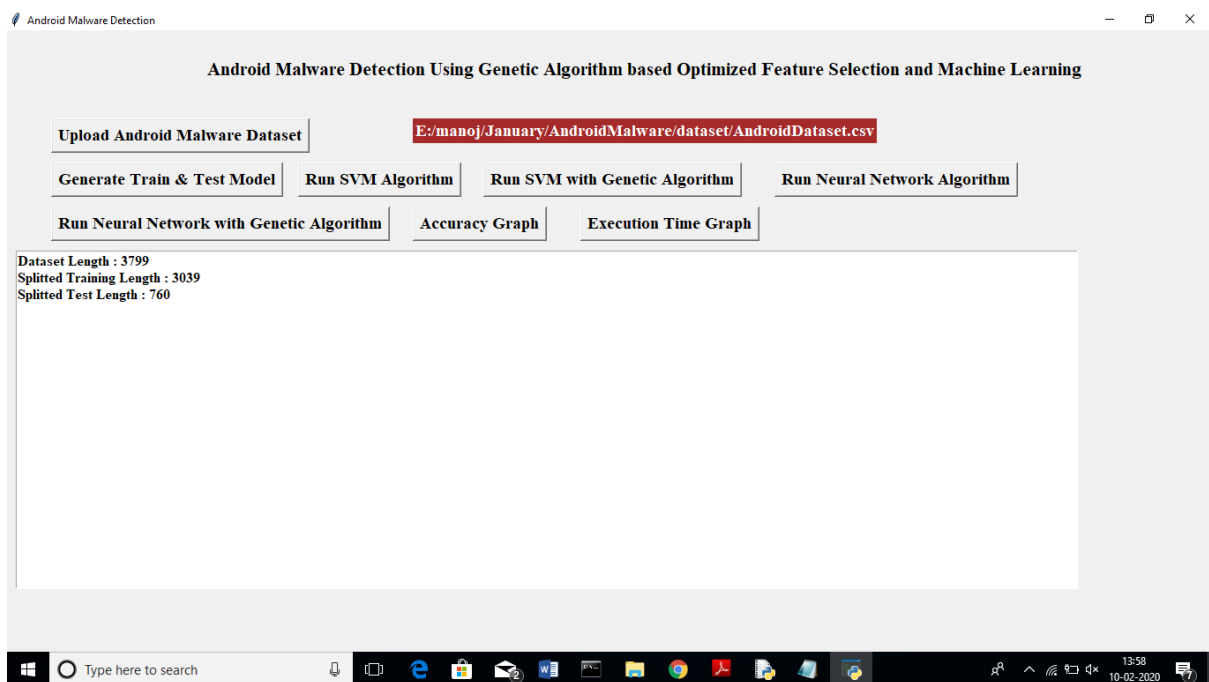 Android Malware Detection
Android Malware Detection Using Genetic Algorithm based Optimized Feature Selection and Machine Learning
Upload Android Malware Dataset
E:/manoj/January/AndroidMalware/dataset/AndroidDataset.csv
Generate Train & Test Model
Run SVM Algorithm
Run SVM with Genetic Algorithm
Run Neural Network Algorithm
Run Neural Network with Genetic Algorithm
Accuracy Graph
Execution Time Graph
Dataset Length : 3799
Splitted Training Length : 3039
Splitted Test Length : 760
Type here to search
2
13:58
10-02-2020
7